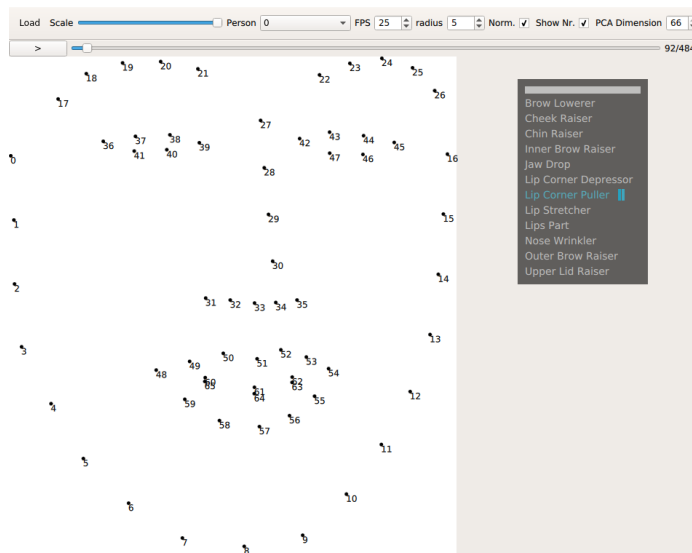 Load Scale Person 0 FPS 25 radius 5 Norm. Show Nr. PCA Dimension 66
> 92/484
24
19 20 23
21 25
18 22
26
17
27
37 38 43 44
36 39 42 45
41 40 47 46 16
0
28
29 15
1
30
14
2
31 32 33 34 35
13
3
50 52
49 51 53
48 54
60 62
65 61 63
59 64 55 12
4
58 56
57
11
5
10
6
7 9
8
Brow Lowerer
Cheek Raiser
Chin Raiser
Inner Brow Raiser
Jaw Drop
Lip Corner Depressor
Lip Corner Puller
Lip Stretcher
Lips Part
Nose Wrinkler
Outer Brow Raiser
Upper Lid Raiser